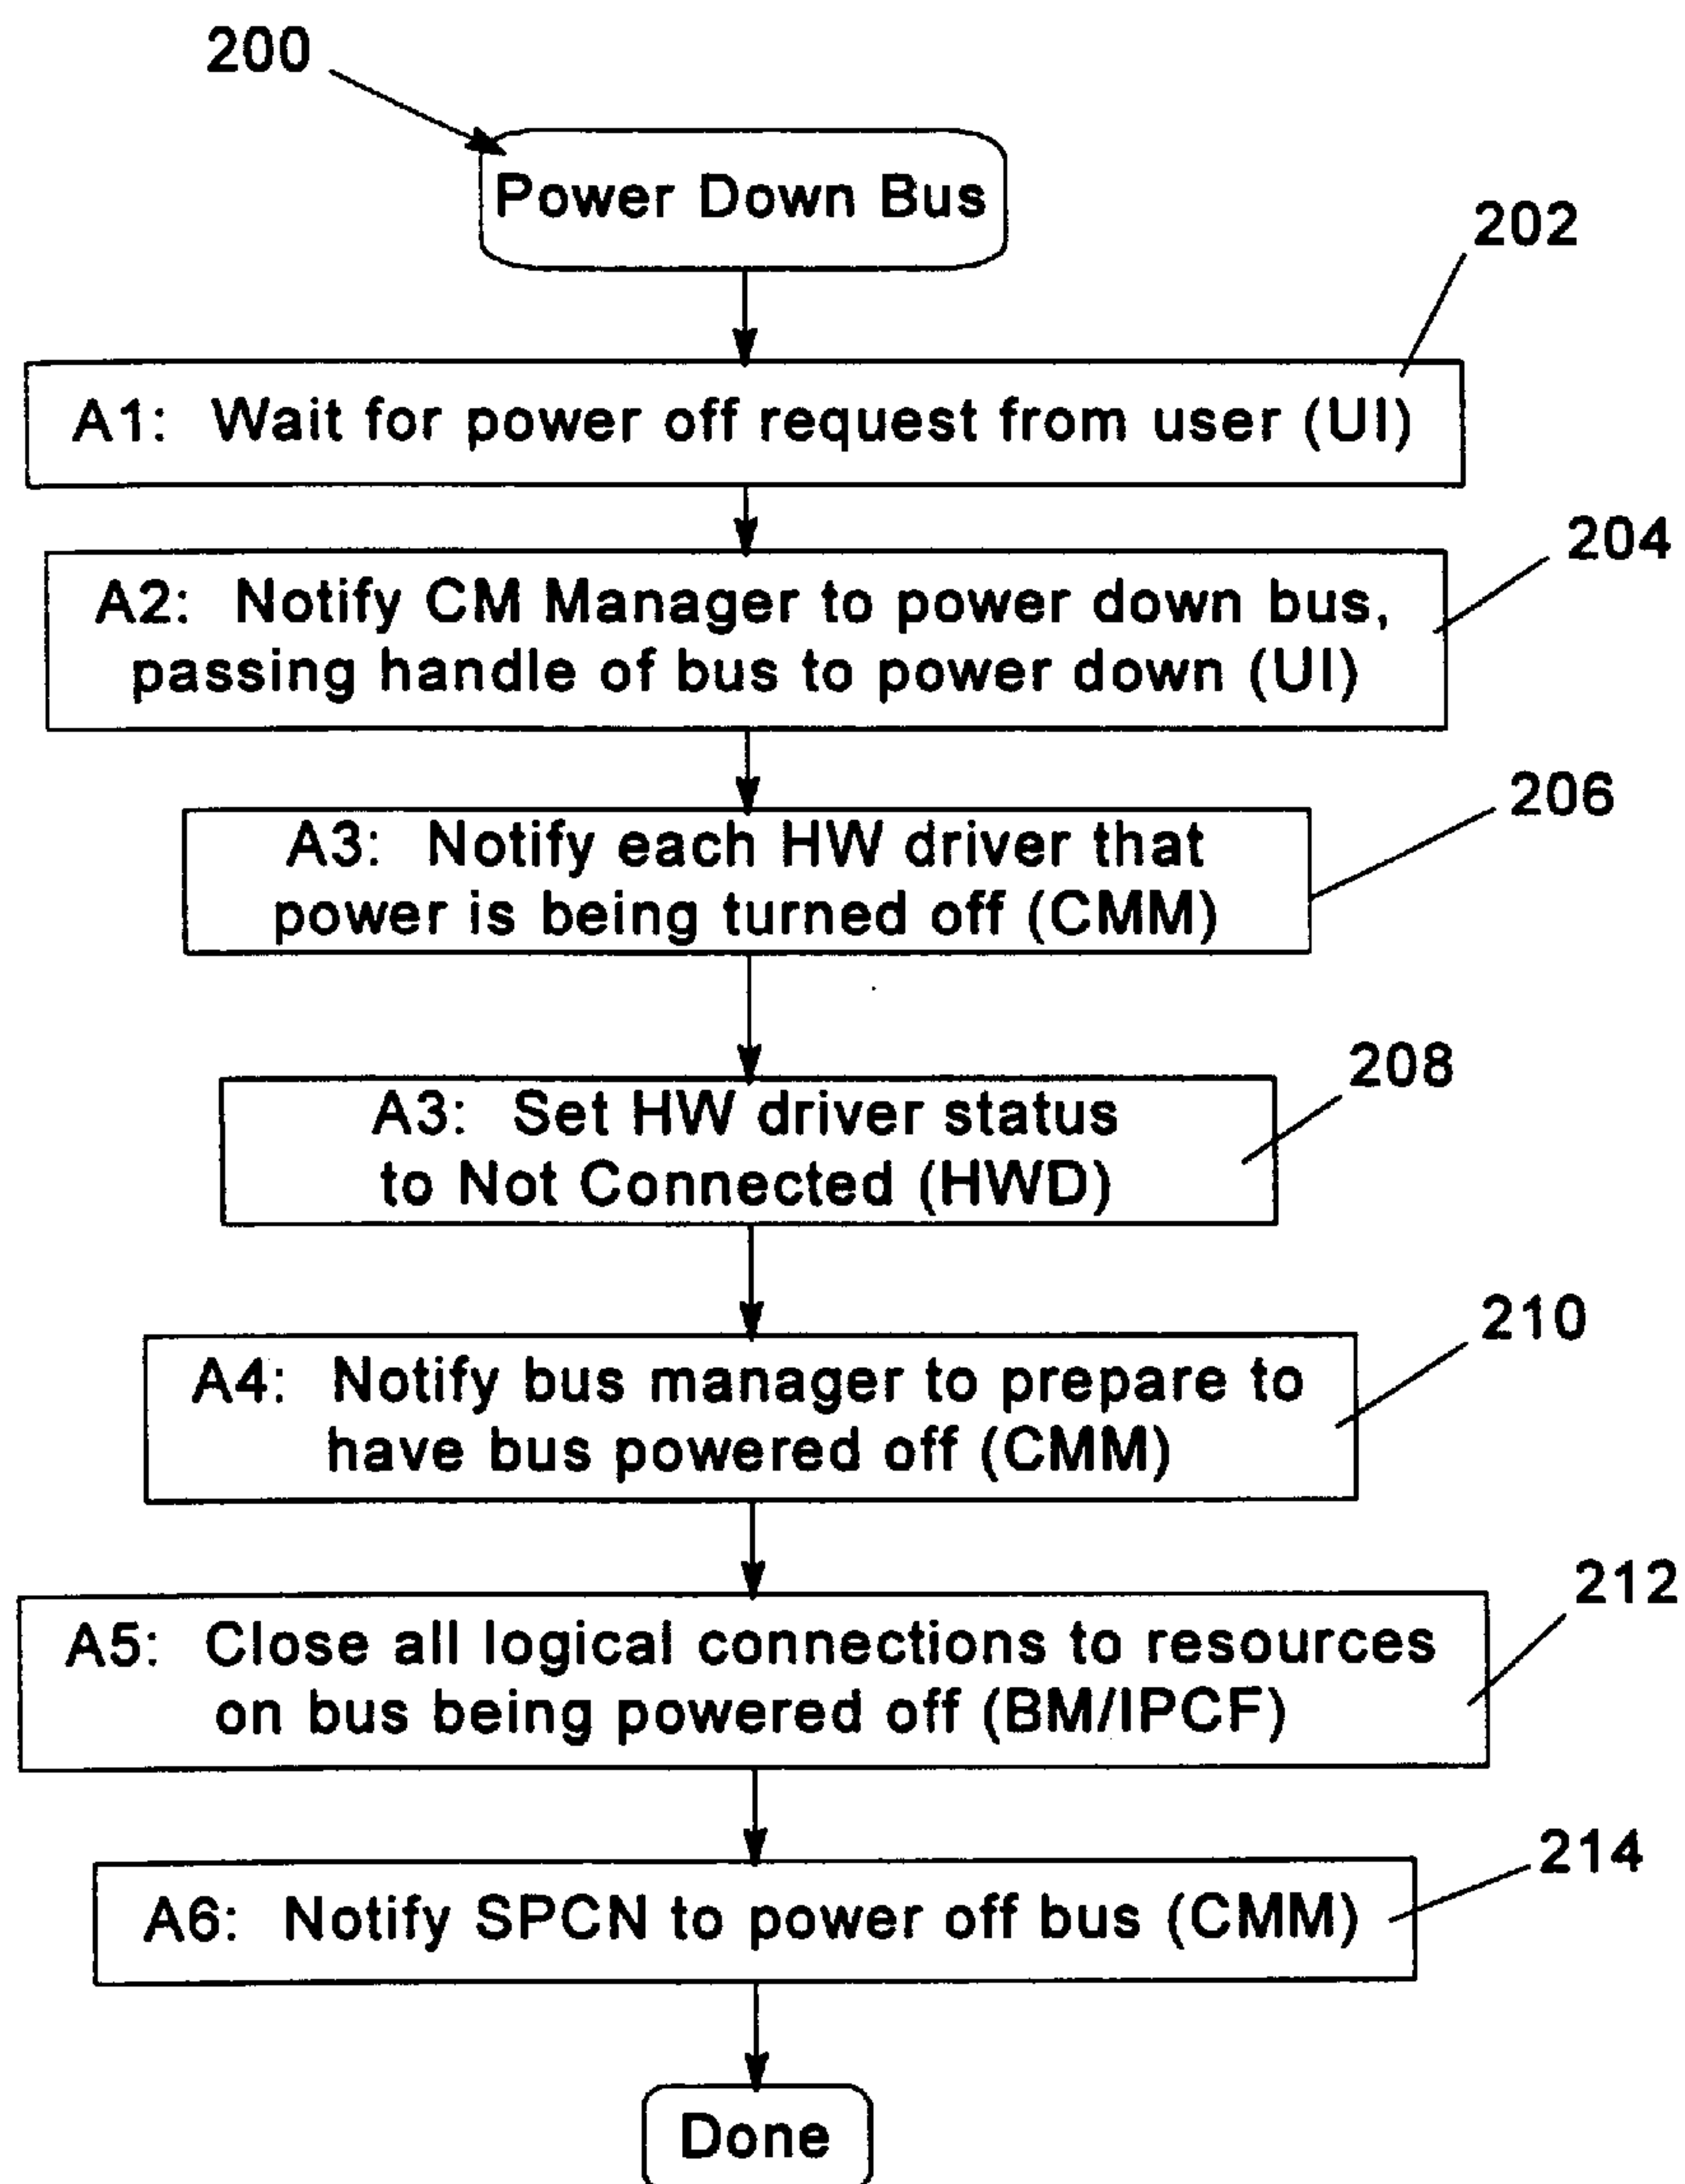 200
Power Down Bus
202
A1: Wait for power off request from user (UI)
204
A2: Notify CM Manager to power down bus,
passing handle of bus to power down (UI)
206
A3: Notify each HW driver that
power is being turned off (CMM)
208
A3: Set HW driver status
to Not Connected (HWD)
210
A4: Notify bus manager to prepare to
have bus powered off (CMM)
212
A5: Close all logical connections to resources
on bus being powered off (BM/IPCF)
214
A6: Notify SPCN to power off bus (CMM)
Done